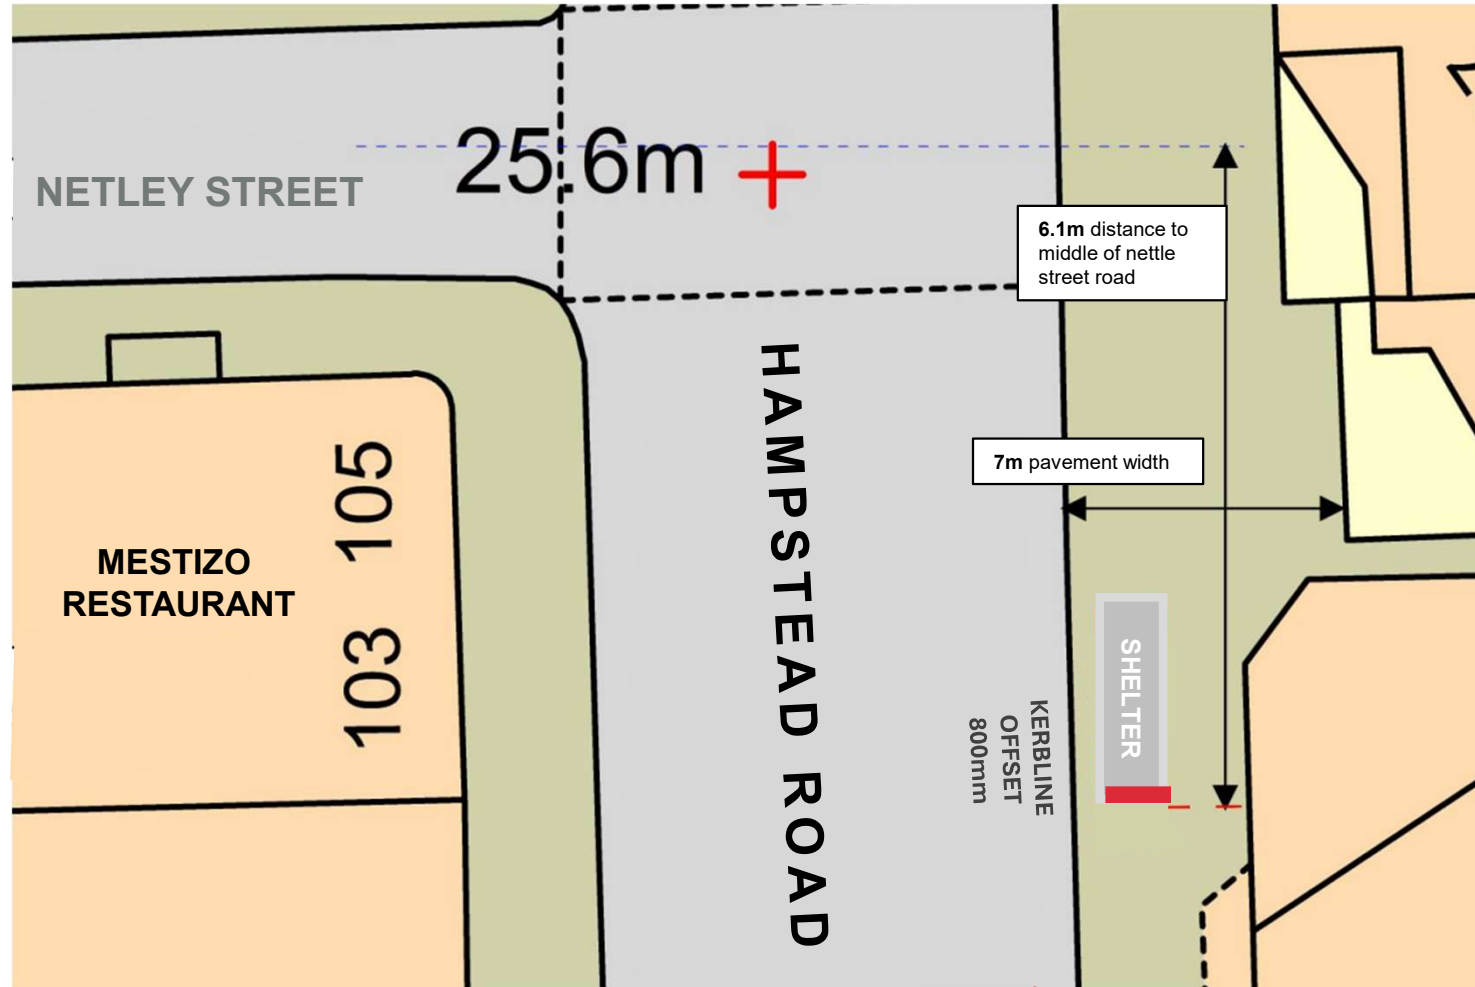 25.6m
NETLEY STREET
6.1m distance to
middle of nettle
street road
HAMPSTEAD ROAD
7m pavement width
105
103
MESTIZO
RESTAURANT
SHELTER
KERBLINE
OFFSET
800mm